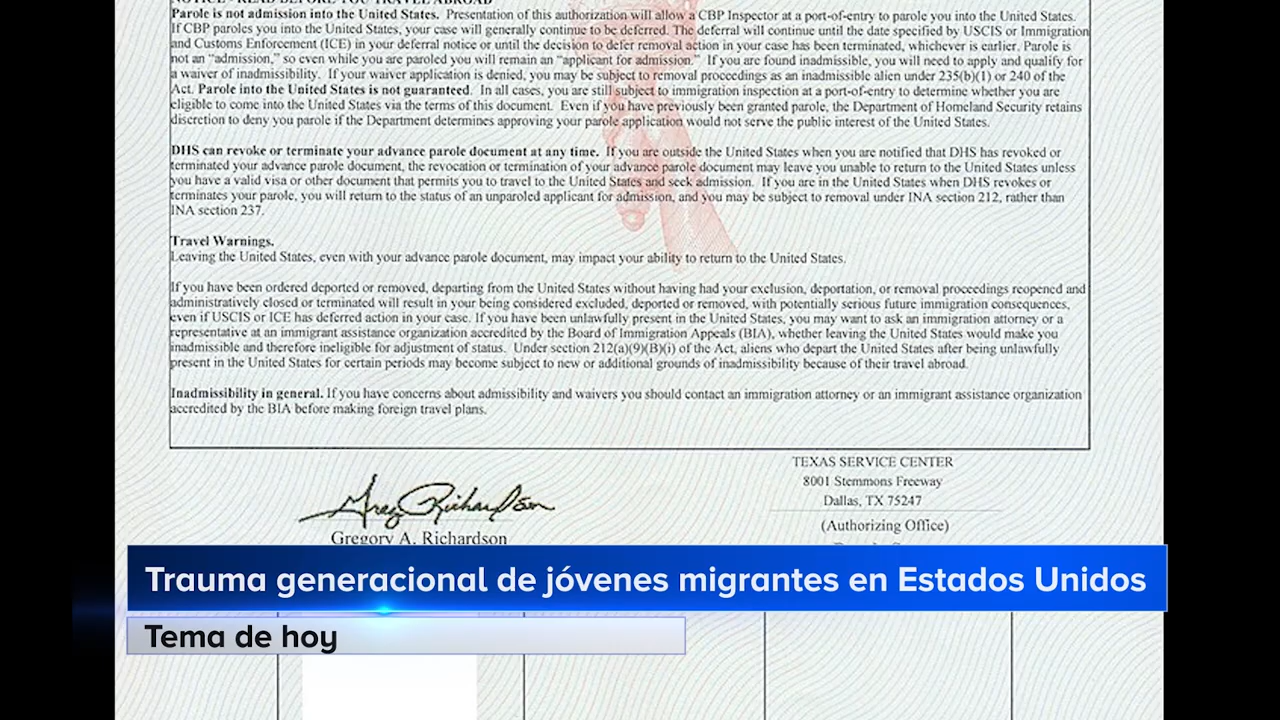 NOTICE - READ BEFORE YOU TRAVEL ABROAD
Parole is not admission into the United States. Presentation of this authorization will allow a CBP Inspector at a port-of-entry to parole you into the United States.
If CBP paroles you into the United States, your case will generally continue to be deferred. The deferral will continue until the date specified by USCIS or Immigration
and Customs Enforcement (ICE) in your deferral notice or until the decision to defer removal action in your case has been terminated, whichever is earlier. Parole is
not an “admission,” so even while you are paroled you will remain an “applicant for admission.” If you are found inadmissible, you will need to apply and qualify for
a waiver of inadmissibility. If your waiver application is denied, you may be subject to removal proceedings as an inadmissible alien under 235(b)(1) or 240 of the
Act. Parole into the United States is not guaranteed. In all cases, you are still subject to immigration inspection at a port-of-entry to determine whether you are
eligible to come into the United States via the terms of this document. Even if you have previously been granted parole, the Department of Homeland Security retains
discretion to deny you parole if the Department determines approving your parole application would not serve the public interest of the United States.
DHS can revoke or terminate your advance parole document at any time. If you are outside the United States when you are notified that DHS has revoked or
terminated your advance parole document, the revocation or termination of your advance parole document may leave you unable to return to the United States unless
you have a valid visa or other document that permits you to travel to the United States and seek admission. If you are in the United States when DHS revokes or
terminates your parole, you will return to the status of an unparoled applicant for admission, and you may be subject to removal under INA section 212, rather than
INA section 237.
Travel Warnings.
Leaving the United States, even with your advance parole document, may impact your ability to return to the United States.
If you have been ordered deported or removed, departing from the United States without having had your exclusion, deportation, or removal proceedings reopened and
administratively closed or terminated will result in your being considered excluded, deported or removed, with potentially serious future immigration consequences,
even if USCIS or ICE has deferred action in your case. If you have been unlawfully present in the United States, you may want to ask an immigration attorney or a
representative at an immigrant assistance organization accredited by the Board of Immigration Appeals (BIA), whether leaving the United States would make you
inadmissible and therefore ineligible for adjustment of status. Under section 212(a)(9)(B)(i) of the Act, aliens who depart the United States after being unlawfully
present in the United States for certain periods may become subject to new or additional grounds of inadmissibility because of their travel abroad.
Inadmissibility in general. If you have concerns about admissibility and waivers you should contact an immigration attorney or an immigrant assistance organization
accredited by the BIA before making foreign travel plans.
TEXAS SERVICE CENTER
8001 Stemmons Freeway
Dallas, TX 75247
(Authorizing Office)
Greg Richardson
Gregory A. Richardson
Trauma generacional de jóvenes migrantes en Estados Unidos
Tema de hoy